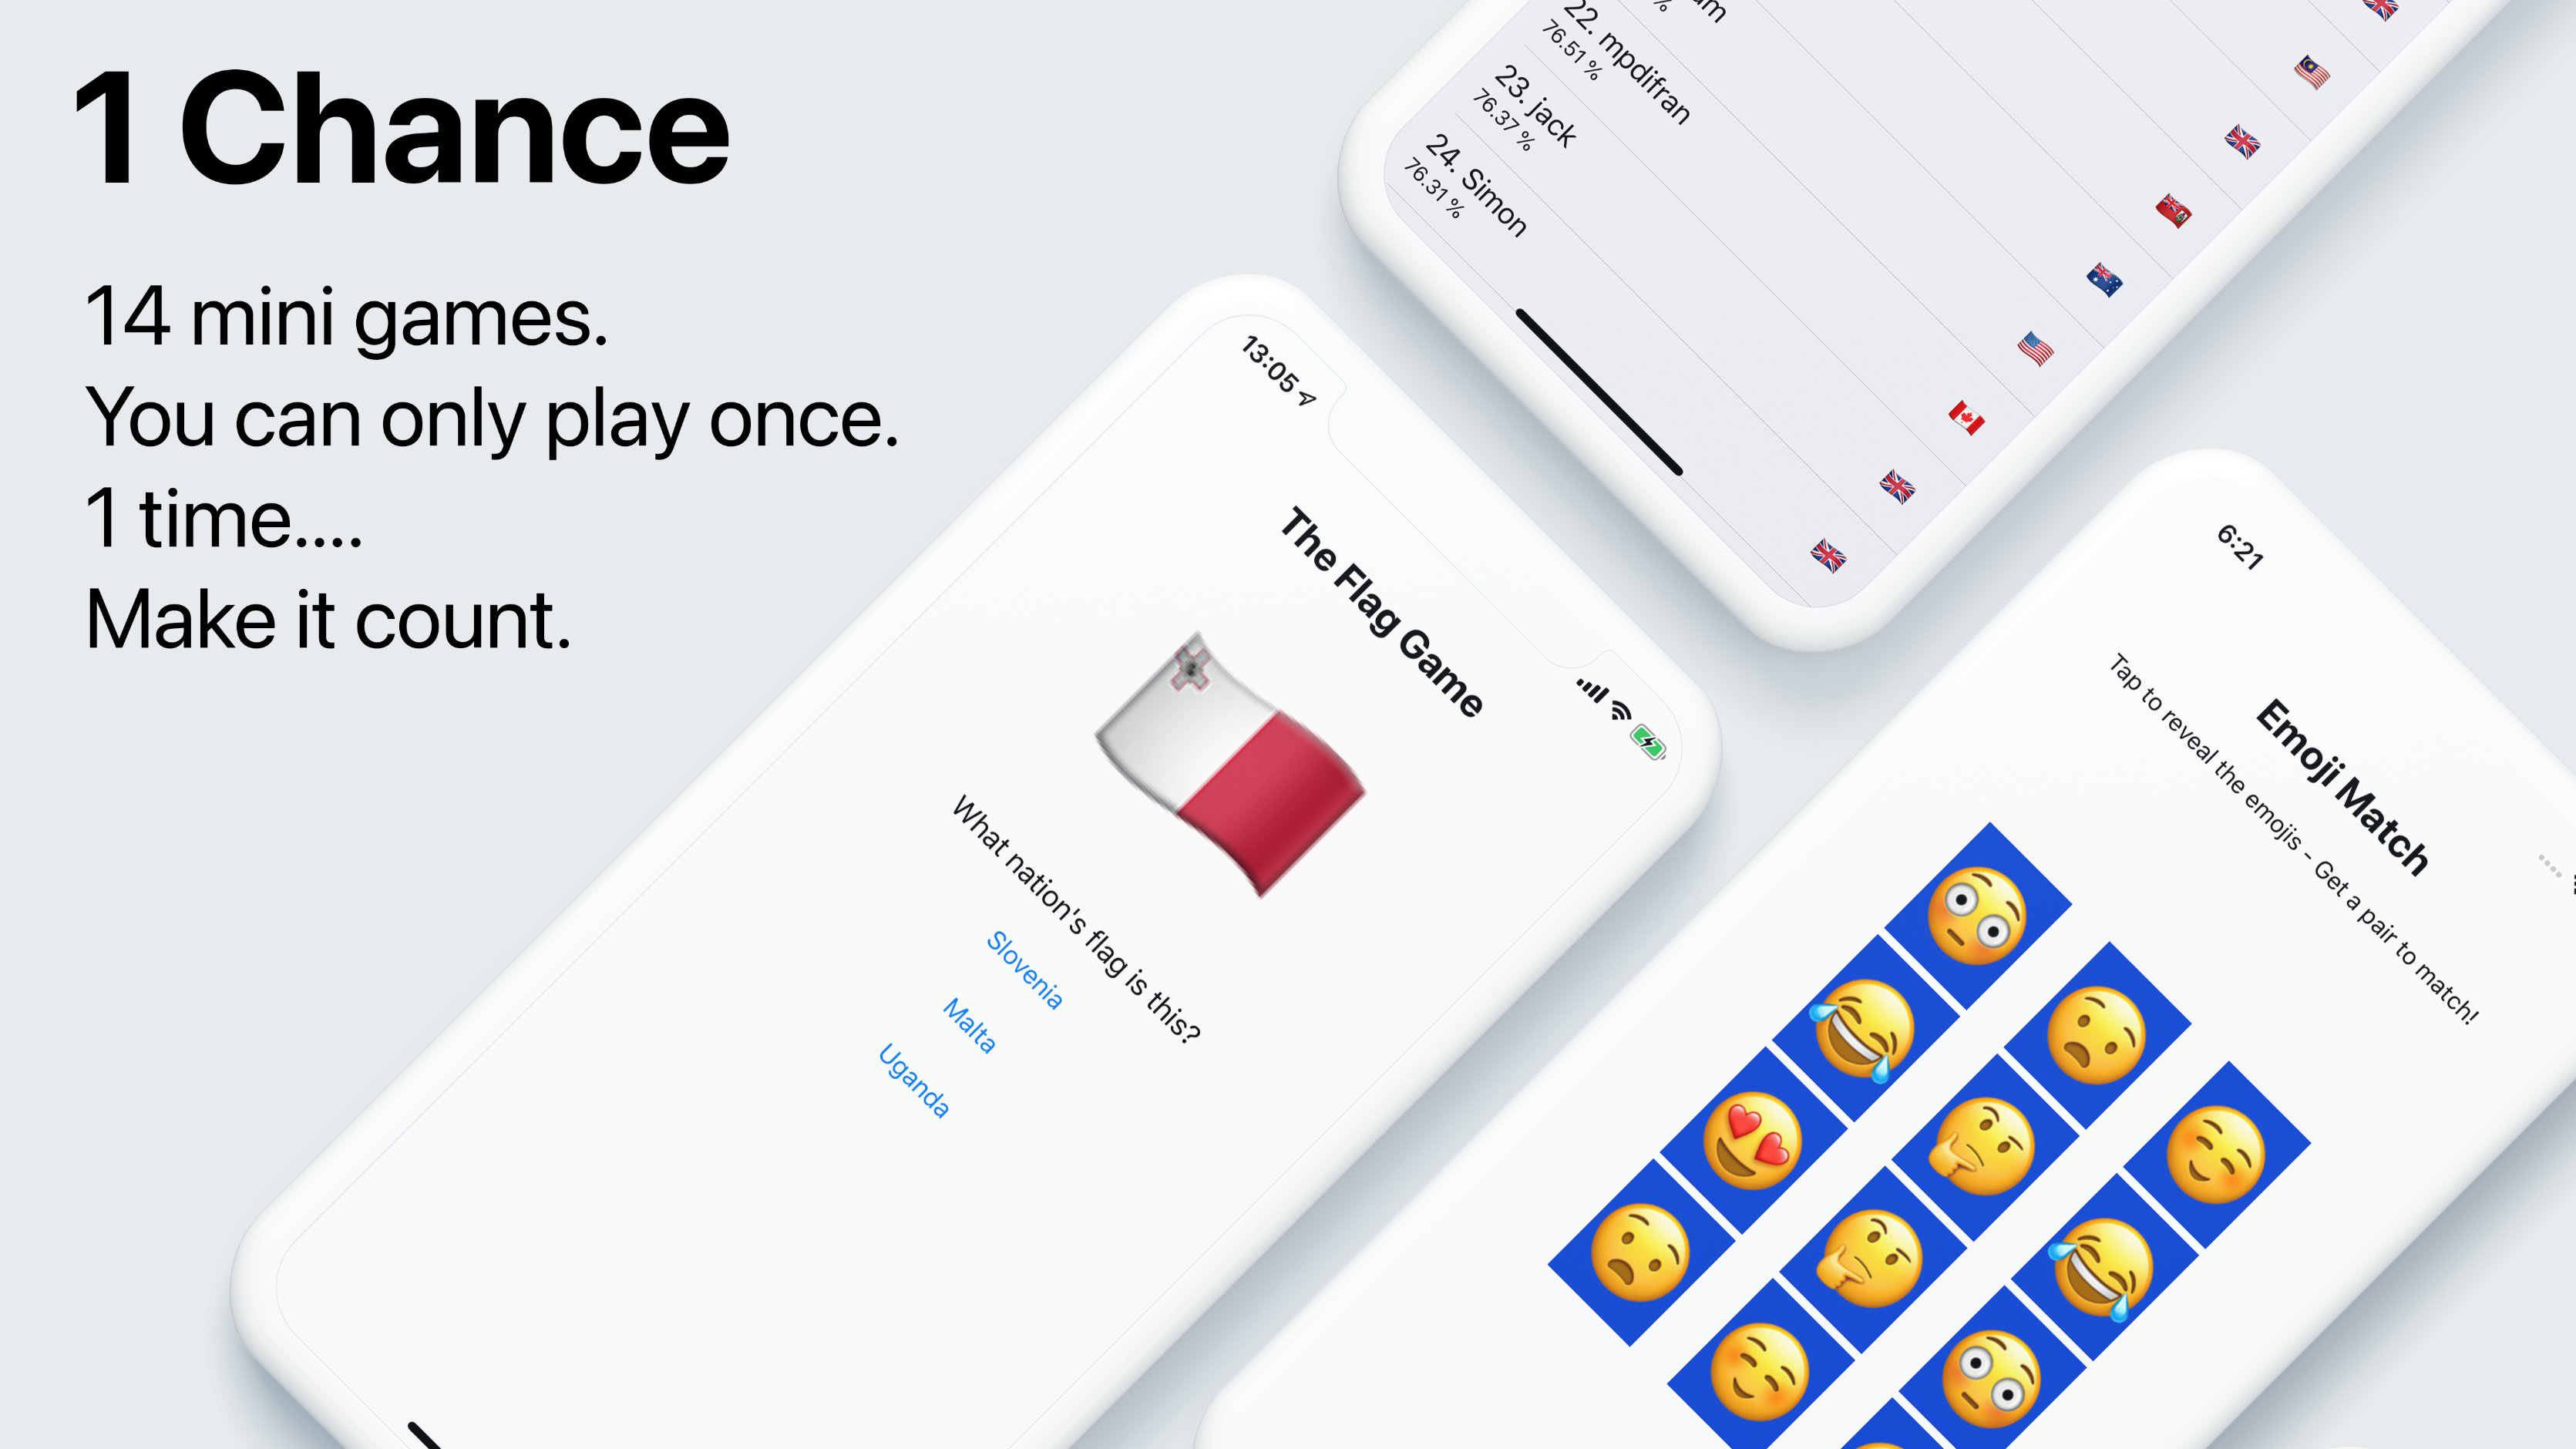 1 Chance
14 mini games.
You can only play once.
1 time....
Make it count.
22. mpdifran
76.51 %
23. jack
76.37 %
24. Simon
76.31 %
13:05
The Flag Game
What nation's flag is this?
Slovenia
Malta
Uganda
6:21
Emoji Match
Tap to reveal the emojis - Get a pair to match!